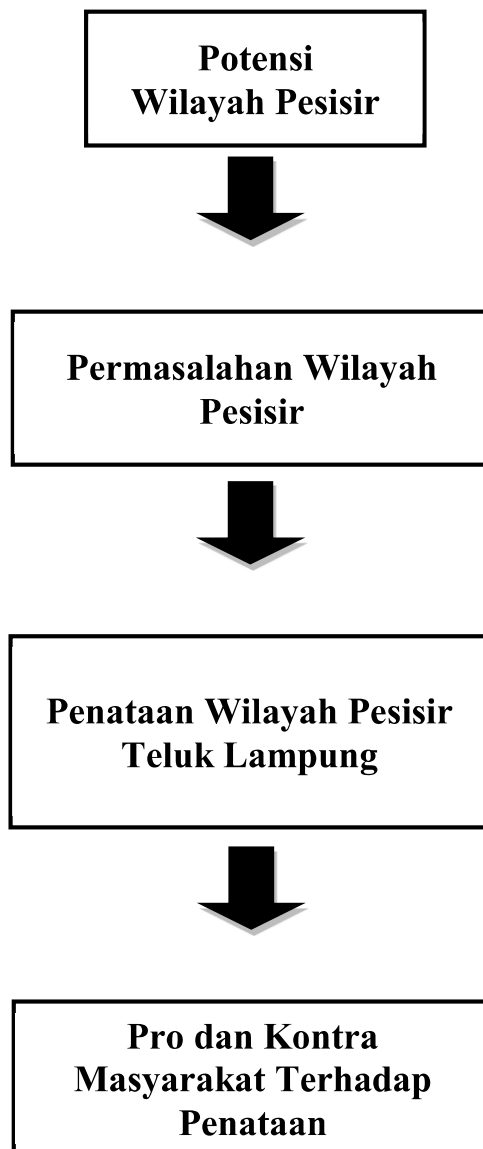 Potensi
Wilayah Pesisir
Permasalahan Wilayah
Pesisir
Penataan Wilayah Pesisir
Teluk Lampung
Pro dan Kontra
Masyarakat Terhadap
Penataan